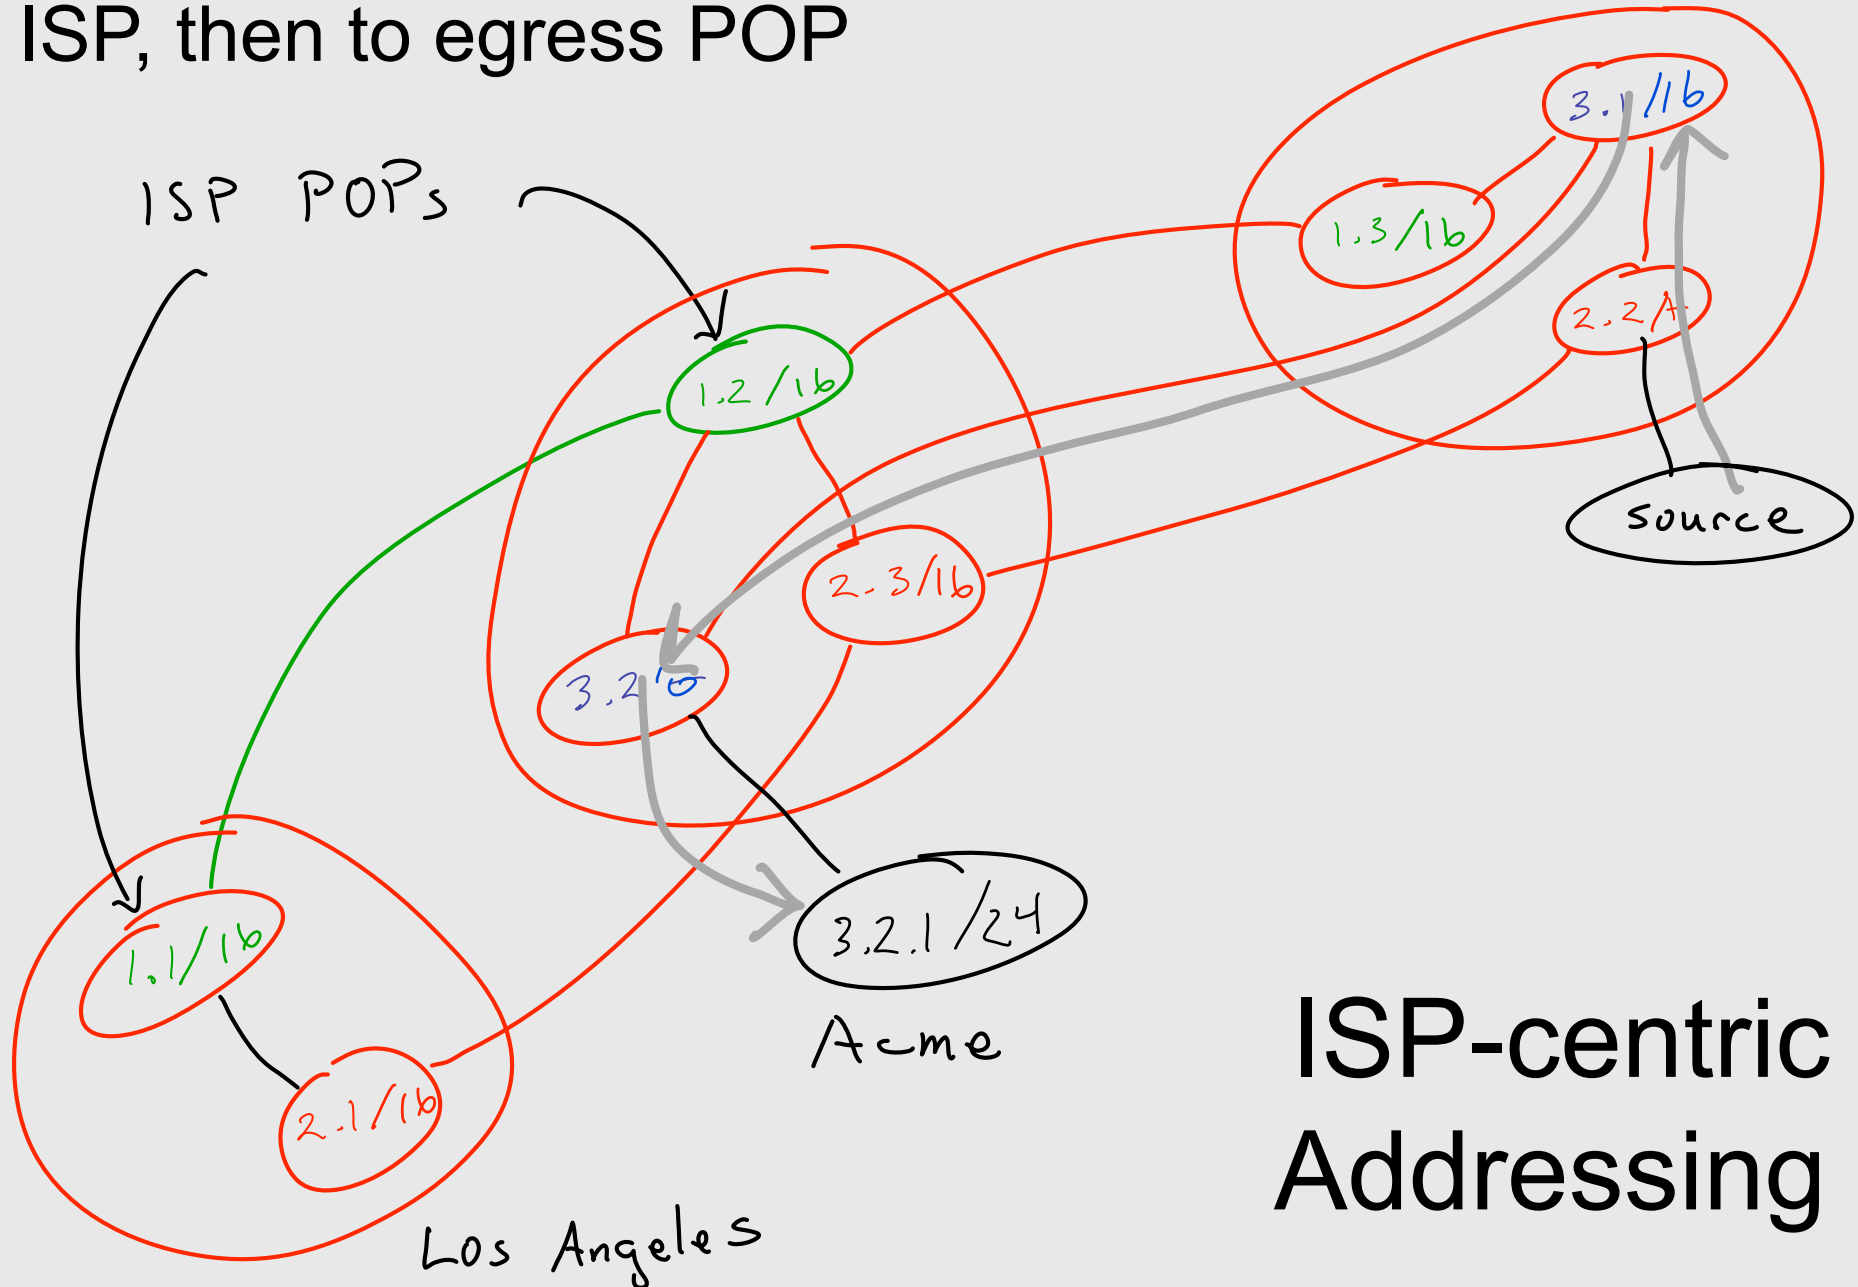 ISP, then to egress POP
3.1/16
ISP POPs
1.3/16
2.2/
1.2/16
source
2.3/16
3.2
1.1/16
3.2.1/24
Acme
2.1/16
ISP-centric
Addressing
Los Angeles